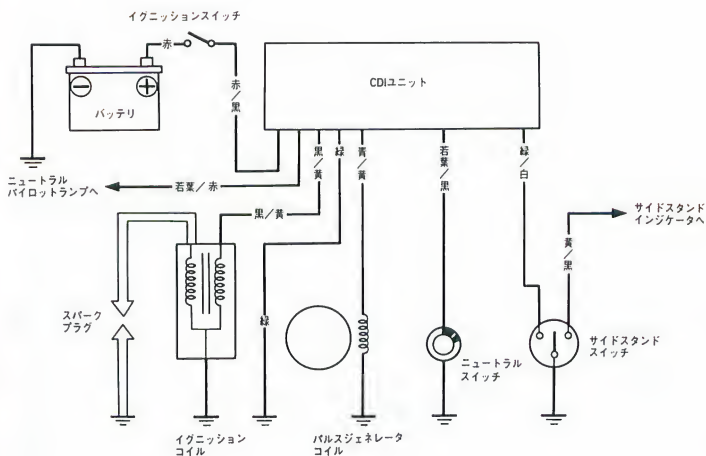 イグニッションスイッチ
赤
赤/黒
バッテリ
CDIユニット
黒/黄
緑
青/黄
若葉/黒
緑/白
ニュートラル
パイロットランプへ
若葉/赤
黒/黄
黄/黒
サイドスタンド
インジケータへ
スパーク
プラグ
緑
ニュートラル
スイッチ
サイドスタンド
スイッチ
イグニッション
コイル
パルスジェネレータ
コイル